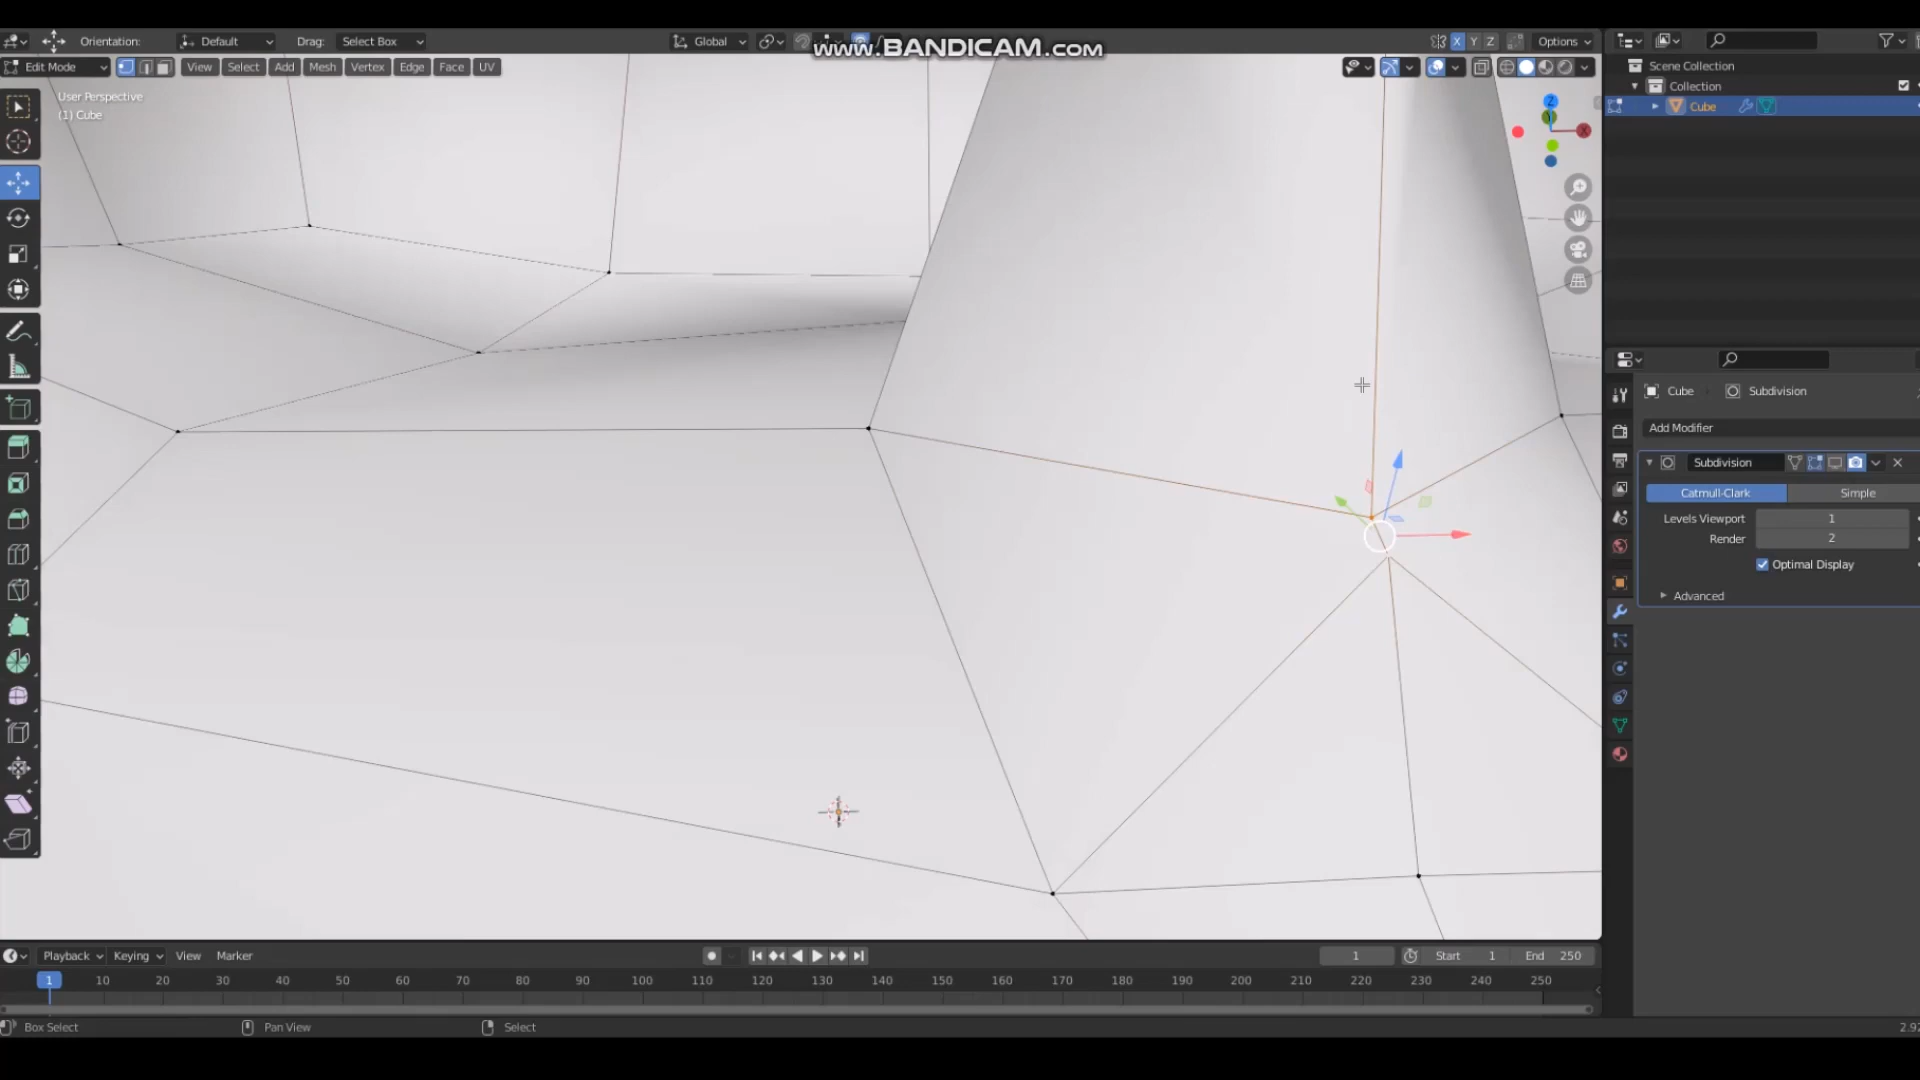 Orientation: Default Drag: Select Box Global www.BANDICAM.com X Y Z Options
Edit Mode View Select Add Mesh Vertex Edge Face UV
User Perspective
(1) Cube
Z
Y
X
Scene Collection
Collection
Cube
Cube Subdivision
Add Modifier
Subdivision
Catmull-Clark Simple
Levels Viewport 1
Render 2
Optimal Display
Advanced
Playback Keying View Marker 1 Start 1 End 250
1 10 20 30 40 50 60 70 80 90 100 110 120 130 140 150 160 170 180 190 200 210 220 230 240 250
Box Select Pan View Select 2.92